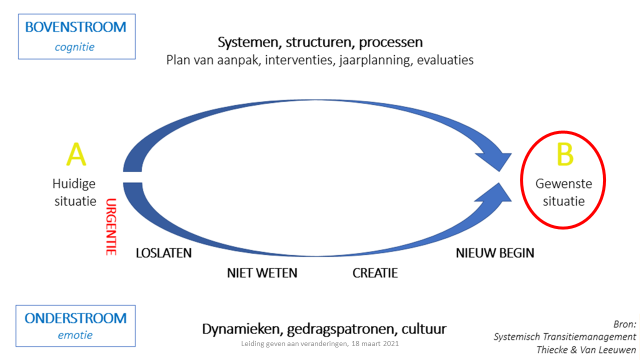 BOVENSTROOM
cognitie
Systemen, structuren, processen
Plan van aanpak, interventies, jaarplanning, evaluaties
A
Huidige
situatie
B
Gewenste
situatie
URGENTIE
LOSLATEN
NIET WETEN
CREATIE
NIEUW BEGIN
ONDERSTROOM
emotie
Dynamieken, gedragspatronen, cultuur
Leiding geven aan veranderingen, 18 maart 2021
Bron:
Systemisch Transitiemanagement
Thiecke & Van Leeuwen